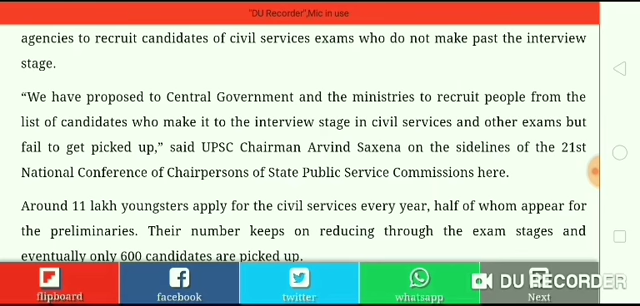 "DU Recorder",Mic in use
agencies to recruit candidates of civil services exams who do not make past the interview
stage.
“We have proposed to Central Government and the ministries to recruit people from the
list of candidates who make it to the interview stage in civil services and other exams but
fail to get picked up,” said UPSC Chairman Arvind Saxena on the sidelines of the 21st
National Conference of Chairpersons of State Public Service Commissions here.
Around 11 lakh youngsters apply for the civil services every year, half of whom appear for
the preliminaries. Their number keeps on reducing through the exam stages and
eventually only 600 candidates are picked up.
flipboard
facebook
twitter
whatsapp
Next
DU RECORDER